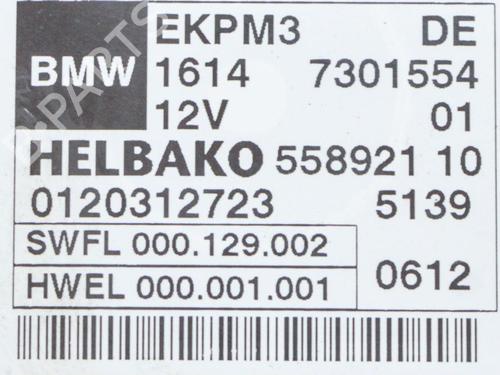 EKPM3 DE
BMW 1614 7301554
12V 01
HELBAKO 558921 10
0120312723 5139
SWFL 000.129.002
HWEL 000.001.001 0612
B-PARTS